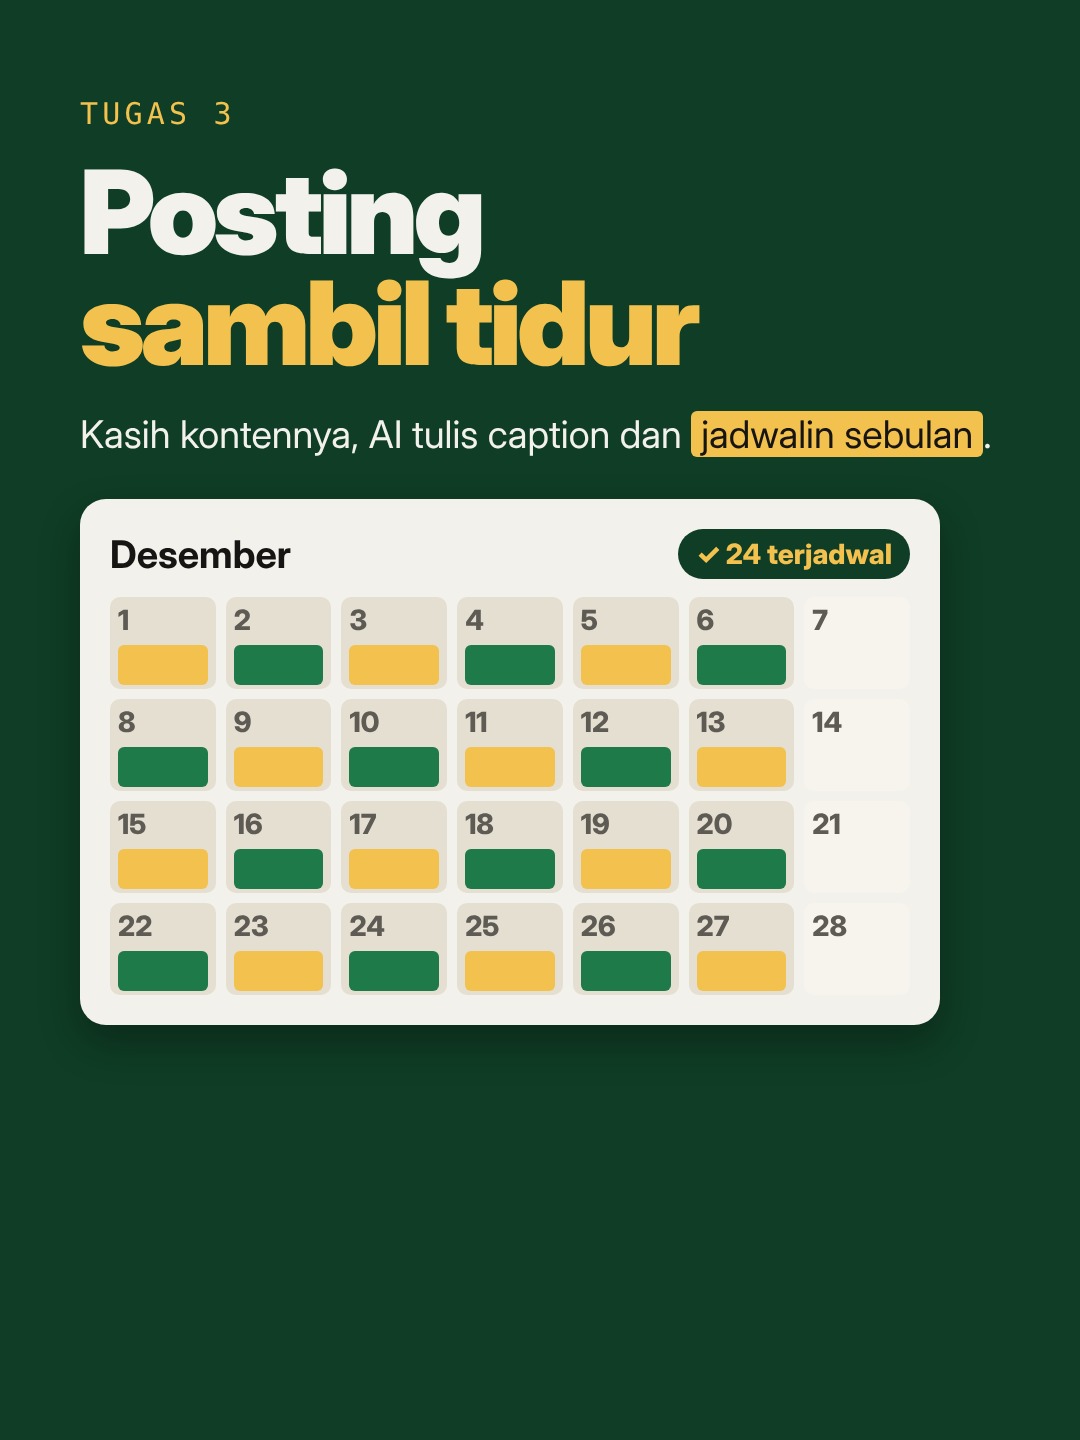 TUGAS 3
Posting
sambil tidur
Kasih kontennya, AI tulis caption dan jadwalin sebulan.
Desember
✓ 24 terjadwal
1 2 3 4 5 6 7
8 9 10 11 12 13 14
15 16 17 18 19 20 21
22 23 24 25 26 27 28